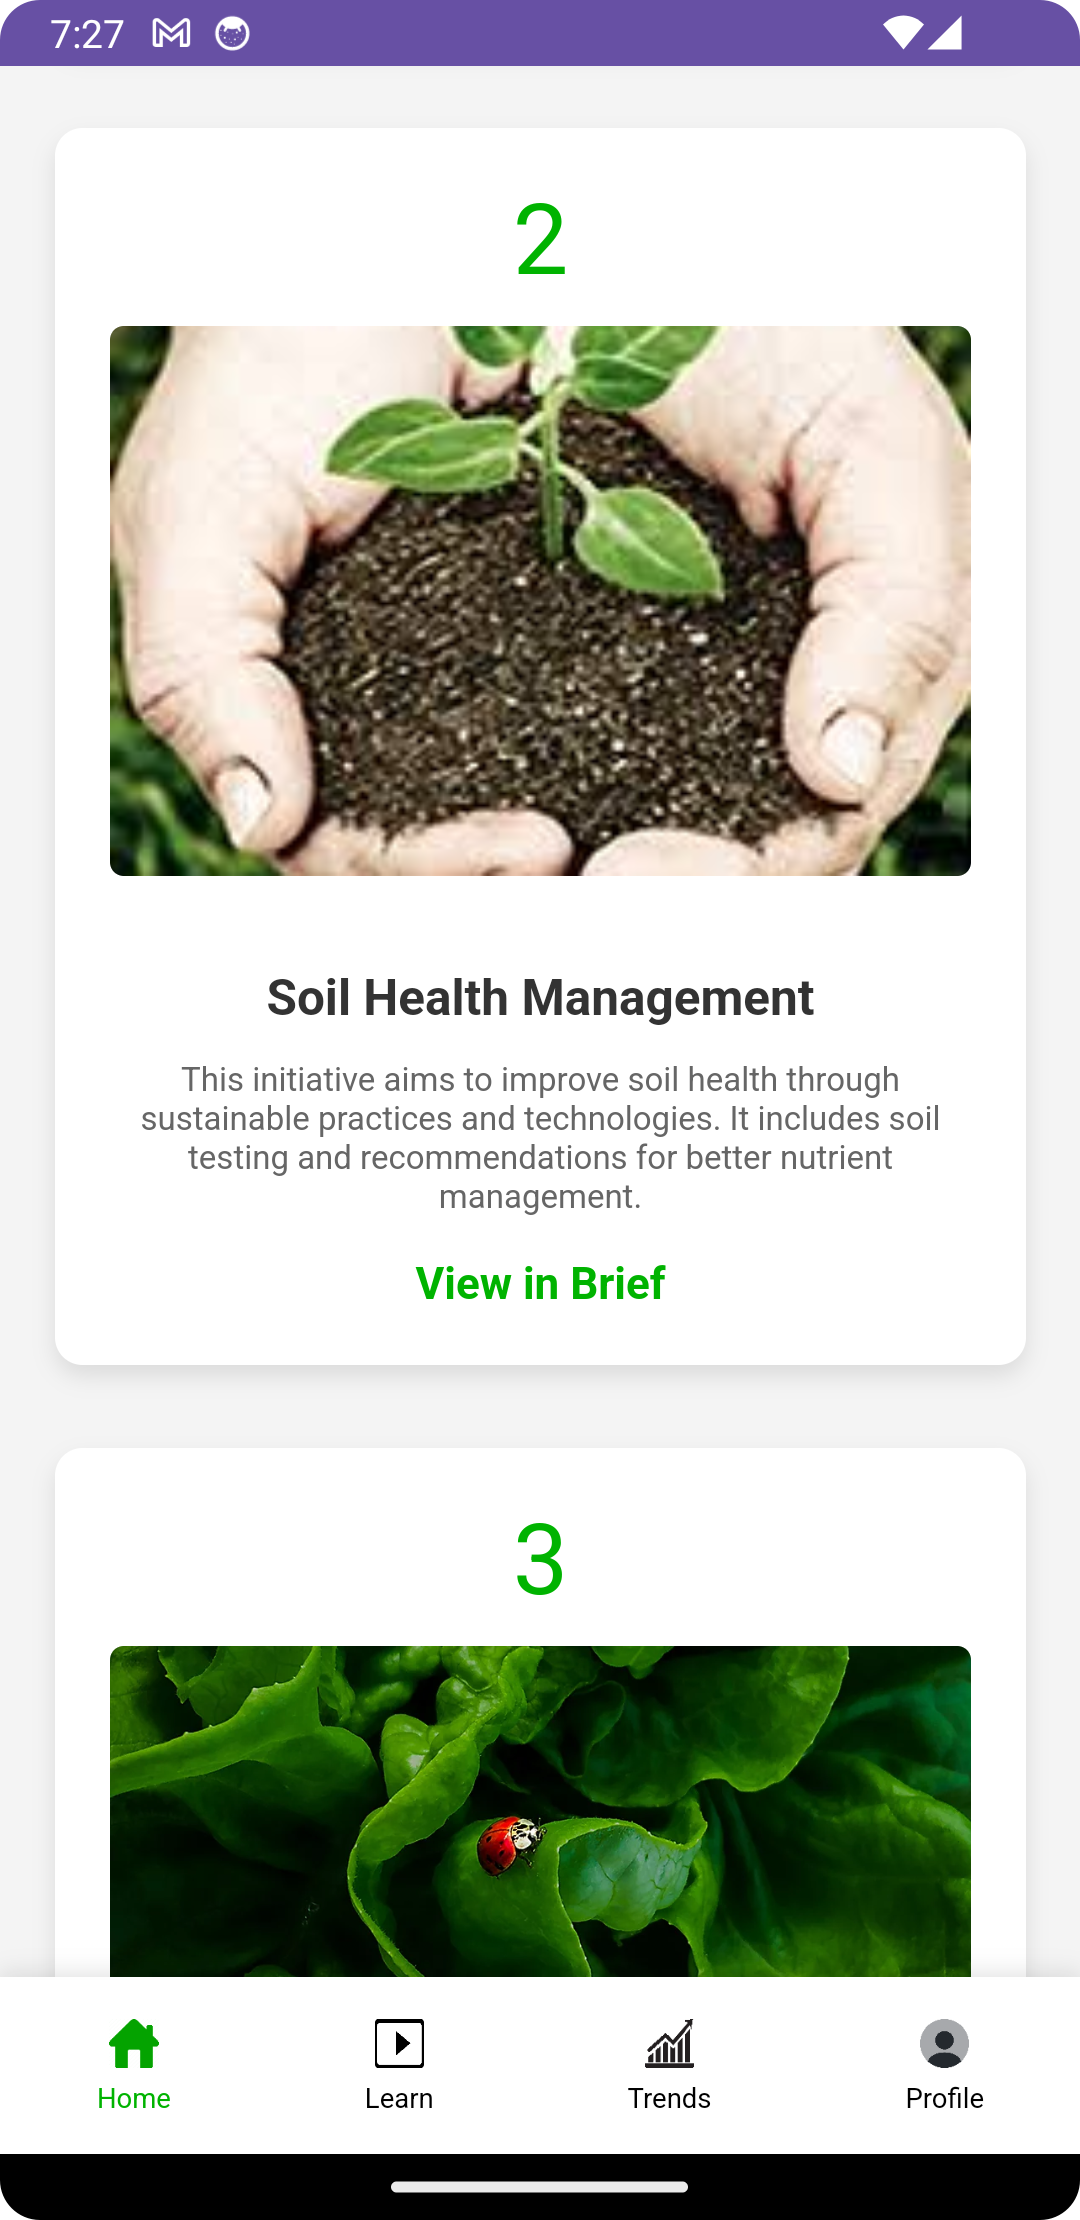 7:27
2
Soil Health Management
This initiative aims to improve soil health through
sustainable practices and technologies. It includes soil
testing and recommendations for better nutrient
management.
View in Brief
3
Home
Learn
Trends
Profile